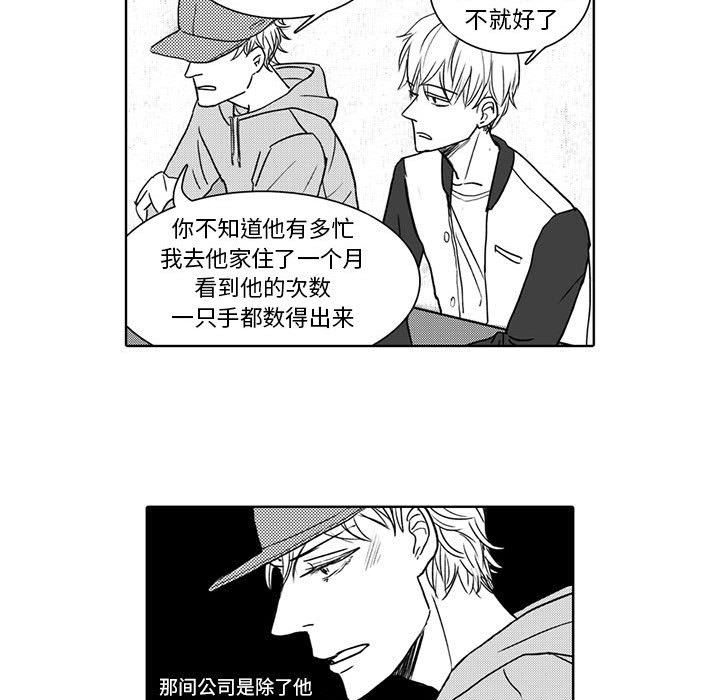 不就好了
你不知道他有多忙
我去他家住了一个月
看到他的次数
一只手都数得出来
那间公司是除了他